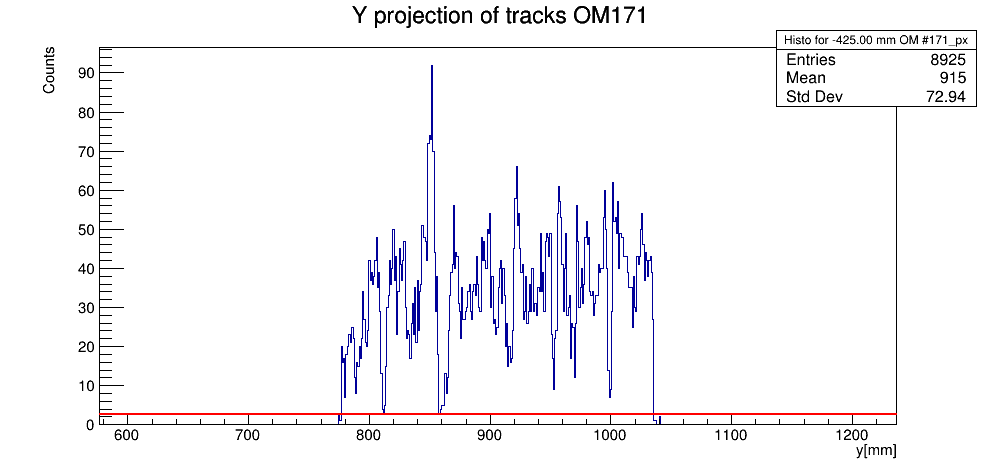 Y projection of tracks OM171
Histo for -425.00 mm OM #171_px
Entries 8925
Mean 915
Std Dev 72.94
Counts
90
80
70
60
50
40
30
20
10
0
600 700 800 900 1000 1100 1200
y[mm]